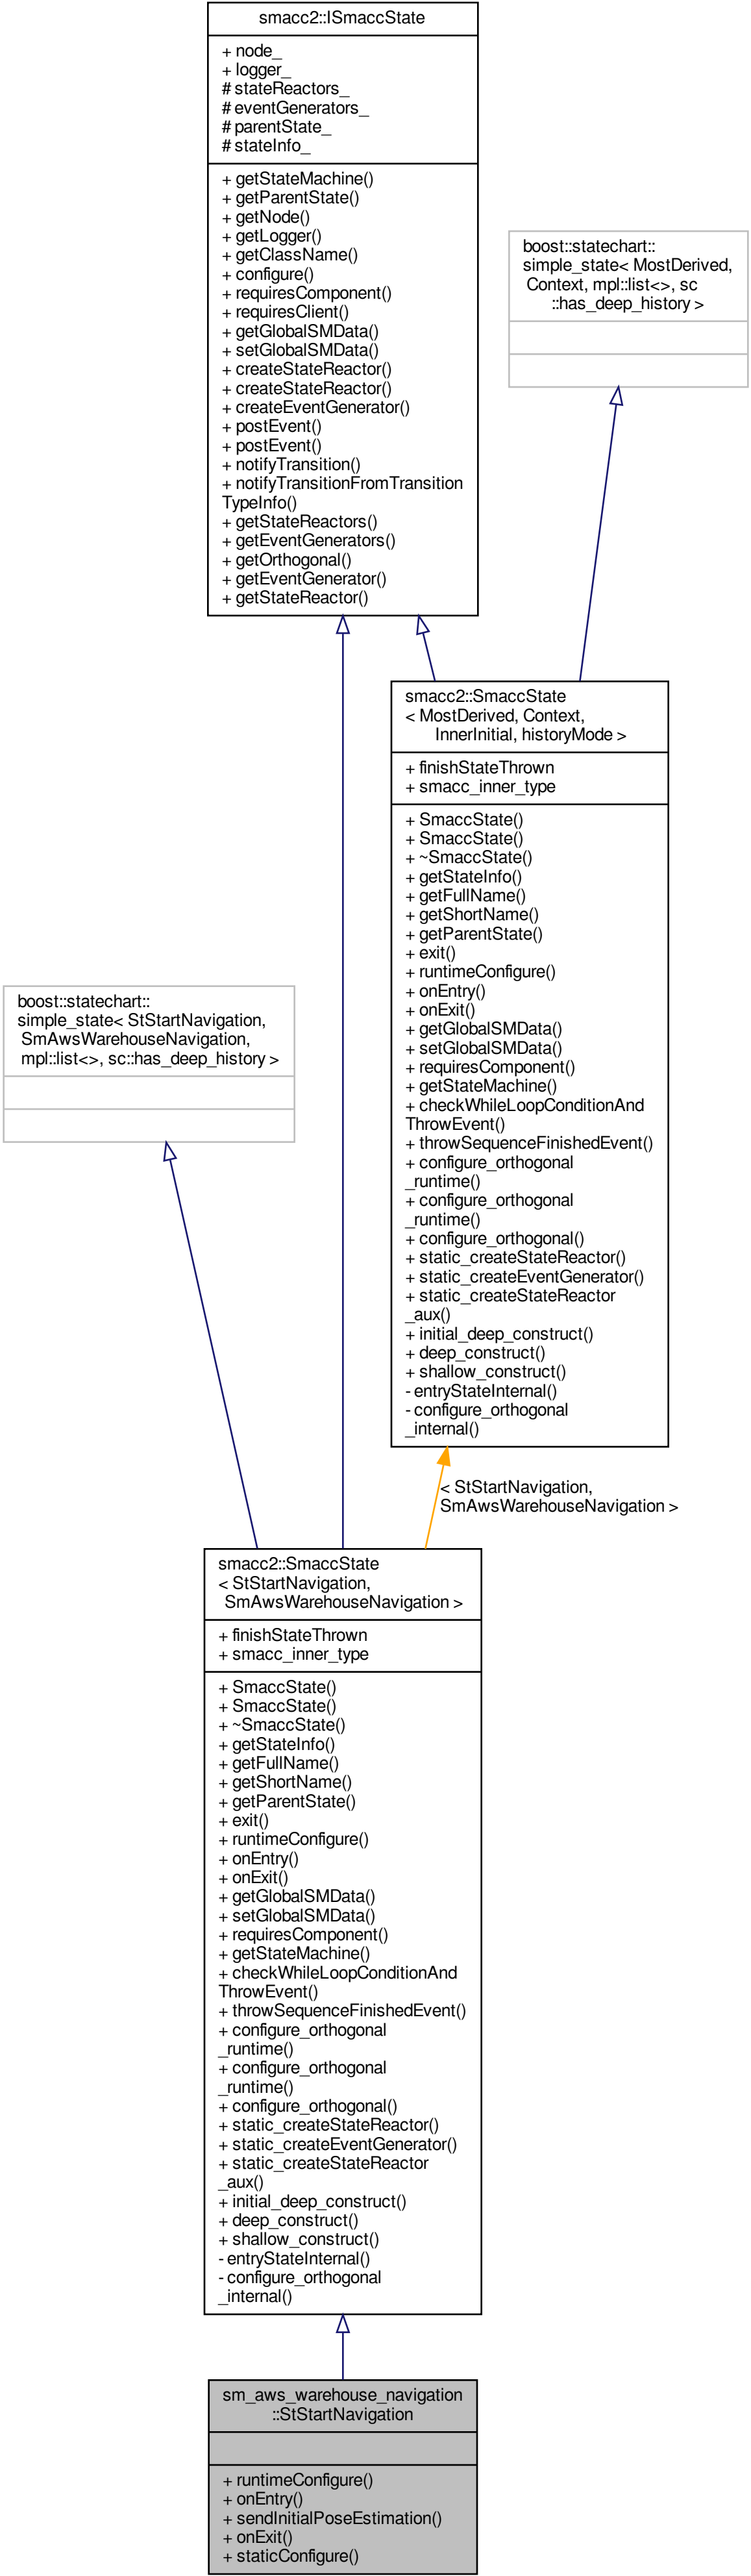 smacc2::ISmaccState
+ node_
+ logger_
# stateReactors_
# eventGenerators_
# parentState_
# stateInfo_
+ getStateMachine()
+ getParentState()
+ getNode()
+ getLogger()
+ getClassName()
+ configure()
+ requiresComponent()
+ requiresClient()
+ getGlobalSMData()
+ setGlobalSMData()
+ createStateReactor()
+ createStateReactor()
+ createEventGenerator()
+ postEvent()
+ postEvent()
+ notifyTransition()
+ notifyTransitionFromTransition
TypeInfo()
+ getStateReactors()
+ getEventGenerators()
+ getOrthogonal()
+ getEventGenerator()
+ getStateReactor()
boost::statechart::
simple_state< MostDerived,
Context, mpl::list<>, sc
::has_deep_history >
smacc2::SmaccState
< MostDerived, Context,
InnerInitial, historyMode >
+ finishStateThrown
+ smacc_inner_type
+ SmaccState()
+ SmaccState()
+ ~SmaccState()
+ getStateInfo()
+ getFullName()
+ getShortName()
+ getParentState()
+ exit()
+ runtimeConfigure()
+ onEntry()
+ onExit()
+ getGlobalSMData()
+ setGlobalSMData()
+ requiresComponent()
+ getStateMachine()
+ checkWhileLoopConditionAnd
ThrowEvent()
+ throwSequenceFinishedEvent()
+ configure_orthogonal
_runtime()
+ configure_orthogonal
_runtime()
+ configure_orthogonal()
+ static_createStateReactor()
+ static_createEventGenerator()
+ static_createStateReactor
_aux()
+ initial_deep_construct()
+ deep_construct()
+ shallow_construct()
- entryStateInternal()
- configure_orthogonal
_internal()
boost::statechart::
simple_state< StStartNavigation,
SmAwsWarehouseNavigation,
mpl::list<>, sc::has_deep_history >
< StStartNavigation,
SmAwsWarehouseNavigation >
smacc2::SmaccState
< StStartNavigation,
SmAwsWarehouseNavigation >
+ finishStateThrown
+ smacc_inner_type
+ SmaccState()
+ SmaccState()
+ ~SmaccState()
+ getStateInfo()
+ getFullName()
+ getShortName()
+ getParentState()
+ exit()
+ runtimeConfigure()
+ onEntry()
+ onExit()
+ getGlobalSMData()
+ setGlobalSMData()
+ requiresComponent()
+ getStateMachine()
+ checkWhileLoopConditionAnd
ThrowEvent()
+ throwSequenceFinishedEvent()
+ configure_orthogonal
_runtime()
+ configure_orthogonal
_runtime()
+ configure_orthogonal()
+ static_createStateReactor()
+ static_createEventGenerator()
+ static_createStateReactor
_aux()
+ initial_deep_construct()
+ deep_construct()
+ shallow_construct()
- entryStateInternal()
- configure_orthogonal
_internal()
sm_aws_warehouse_navigation
::StStartNavigation
+ runtimeConfigure()
+ onEntry()
+ sendInitialPoseEstimation()
+ onExit()
+ staticConfigure()